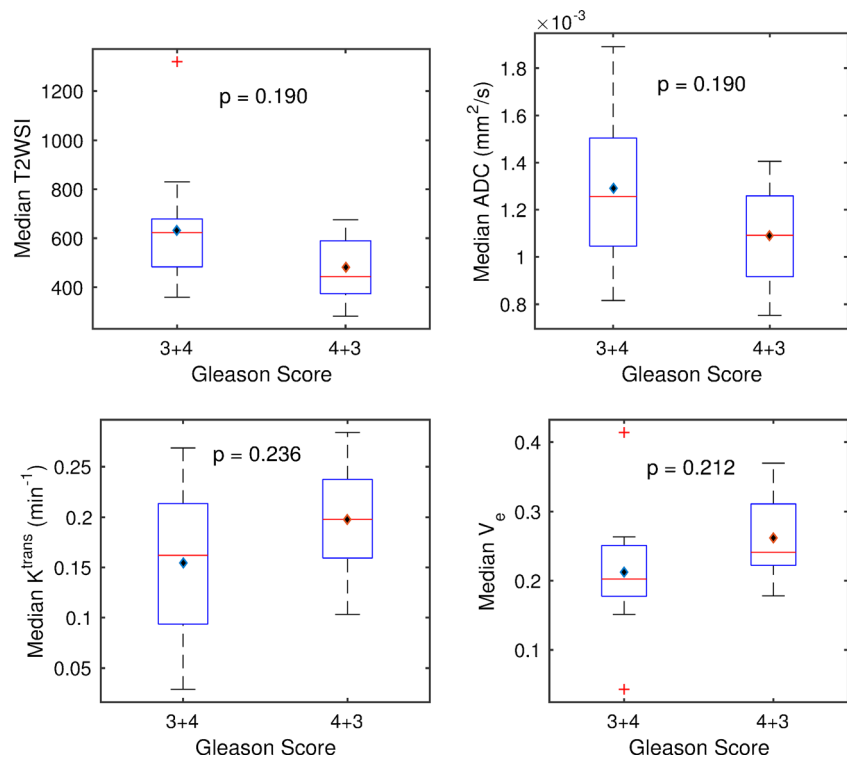 1200
1000
800
600
400
Median T2WSI
p = 0.190
3+4
4+3
Gleason Score
×10⁻³
1.8
1.6
1.4
1.2
1
0.8
Median ADC (mm²/s)
p = 0.190
3+4
4+3
Gleason Score
0.25
0.2
0.15
0.1
0.05
Median Kᵗʳᵃⁿˢ (min⁻¹)
p = 0.236
3+4
4+3
Gleason Score
0.4
0.3
0.2
0.1
Median Vₑ
p = 0.212
3+4
4+3
Gleason Score